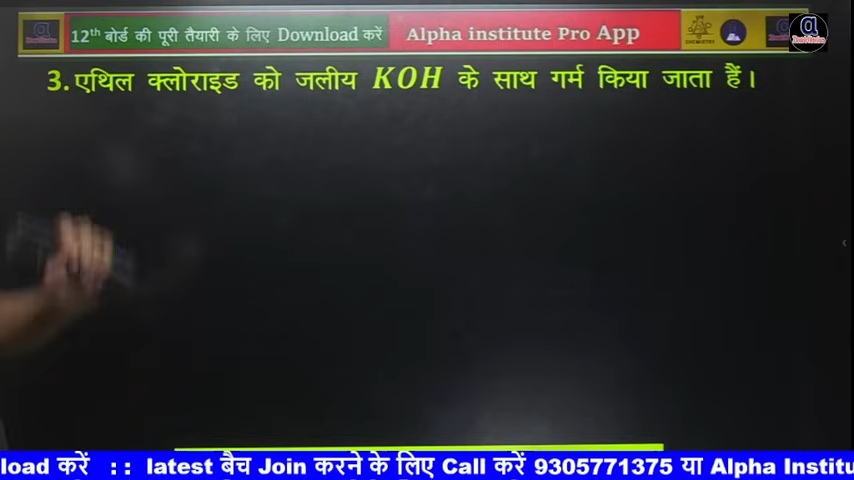 12th बोर्ड की पूरी तैयारी के लिए Download करें
Alpha institute Pro App
CHEMISTRY
3. एथिल क्लोराइड को जलीय KOH के साथ गर्म किया जाता हैं।
load करें :: latest बैच Join करने के लिए Call करें 9305771375 या Alpha Institu